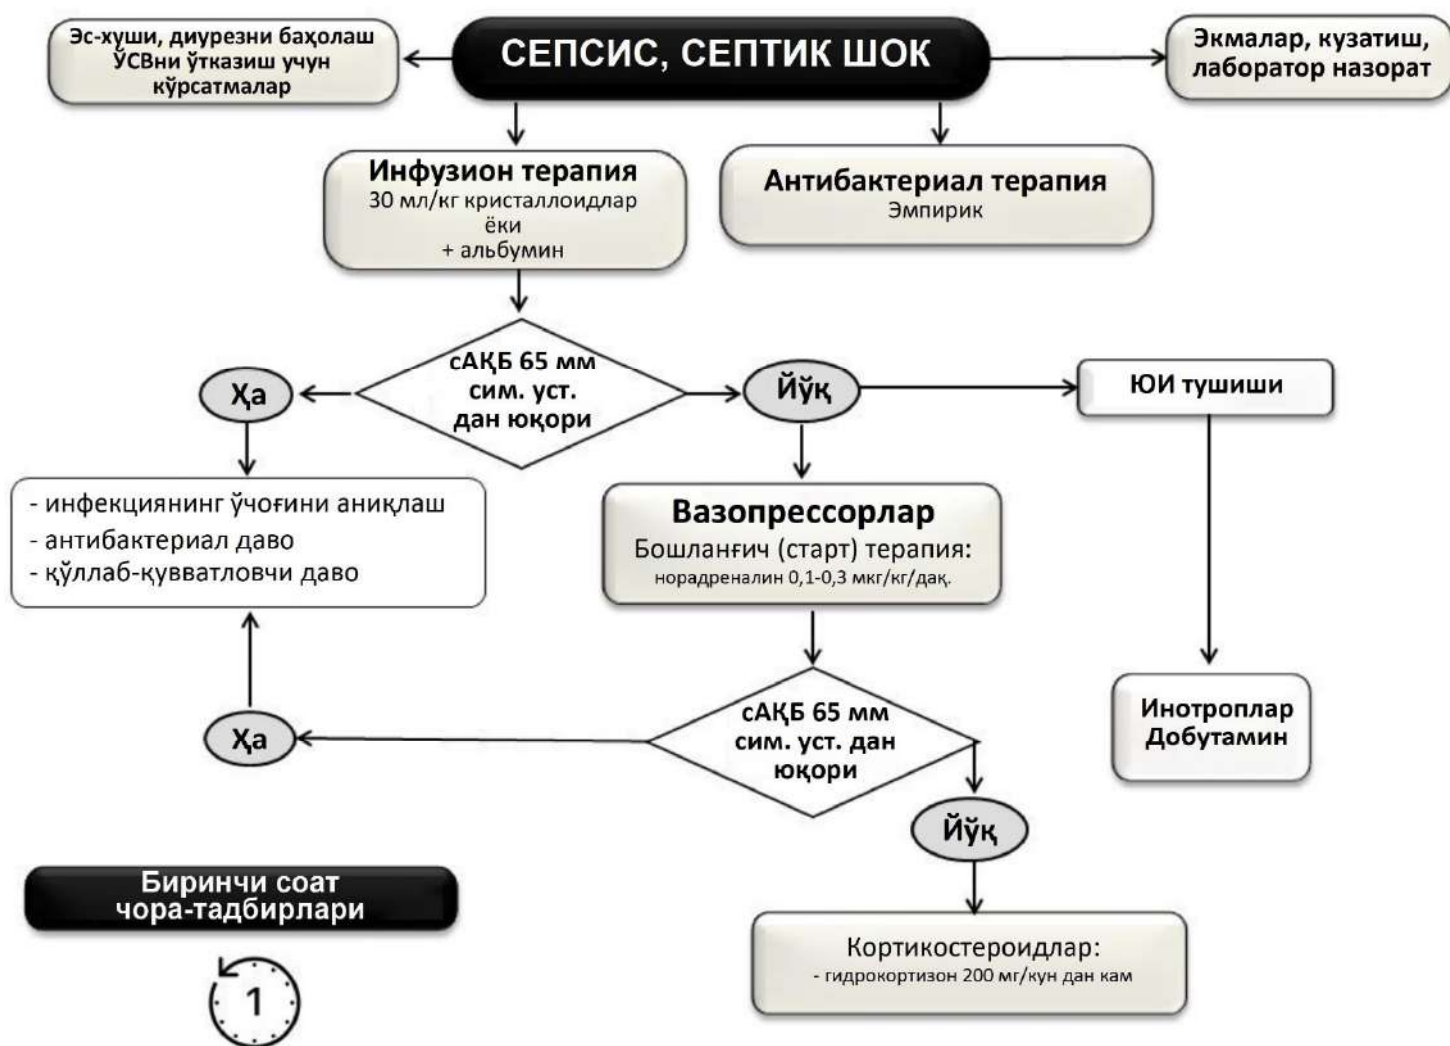 Эс-хуши, диурезни баҳолаш
ЎСВни ўтказиш учун
кўрсатмалар
СЕПСИС, СЕПТИК ШОК
Экмалар, кузатиш,
лаборатор назорат
Инфузион терапия
30 мл/кг кристаллоидлар
ёки
+ альбумин
Антибактериал терапия
Эмпирик
сАҚБ 65 мм
сим. уст.
дан юқори
Ҳа
Йўқ
ЮИ тушиши
- инфекциянинг ўчоғини аниқлаш
- антибактериал даво
- қўллаб-қувватловчи даво
Вазопрессорлар
Бошланғич (старт) терапия:
норадреналин 0,1-0,3 мкг/кг/дақ.
сАҚБ 65 мм
сим. уст. дан
юқори
Ҳа
Инотроплар
Добутамин
Йўқ
Биринчи соат
чора-тадбирлари
1
Кортикостероидлар:
- гидрокортизон 200 мг/кун дан кам